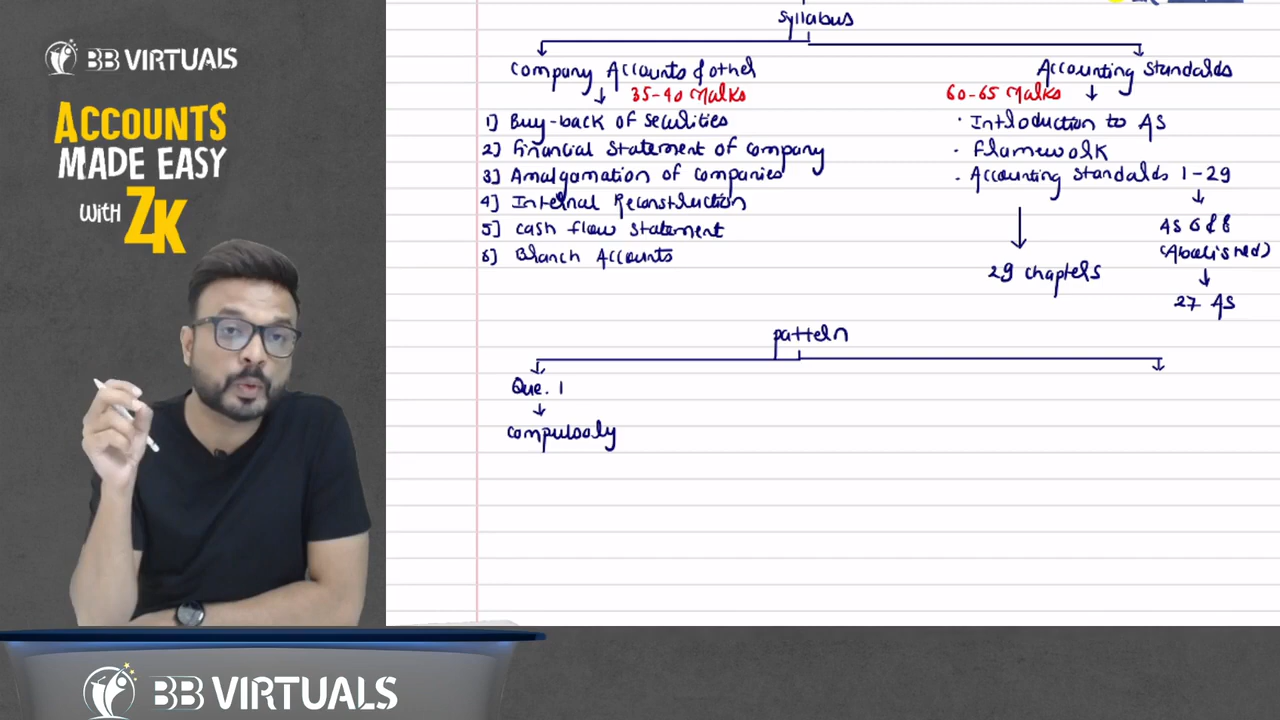 BB VIRTUALS
ACCOUNTS
MADE EASY
with ZK
Syllabus
Company Accounts & other
35-40 Marks
1] Buy-back of Securities
2] Financial Statement of Company
3] Amalgamation of Companies
4] Internal Reconstruction
5] Cash flow Statement
6] Branch Accounts
Accounting Standards
60-65 Marks
· Introduction to AS
· Framework
· Accounting Standards 1-29
29 Chapters
AS 6 & 8
(Abolished)
27 AS
pattern
Que. 1
Compulsory
BB VIRTUALS